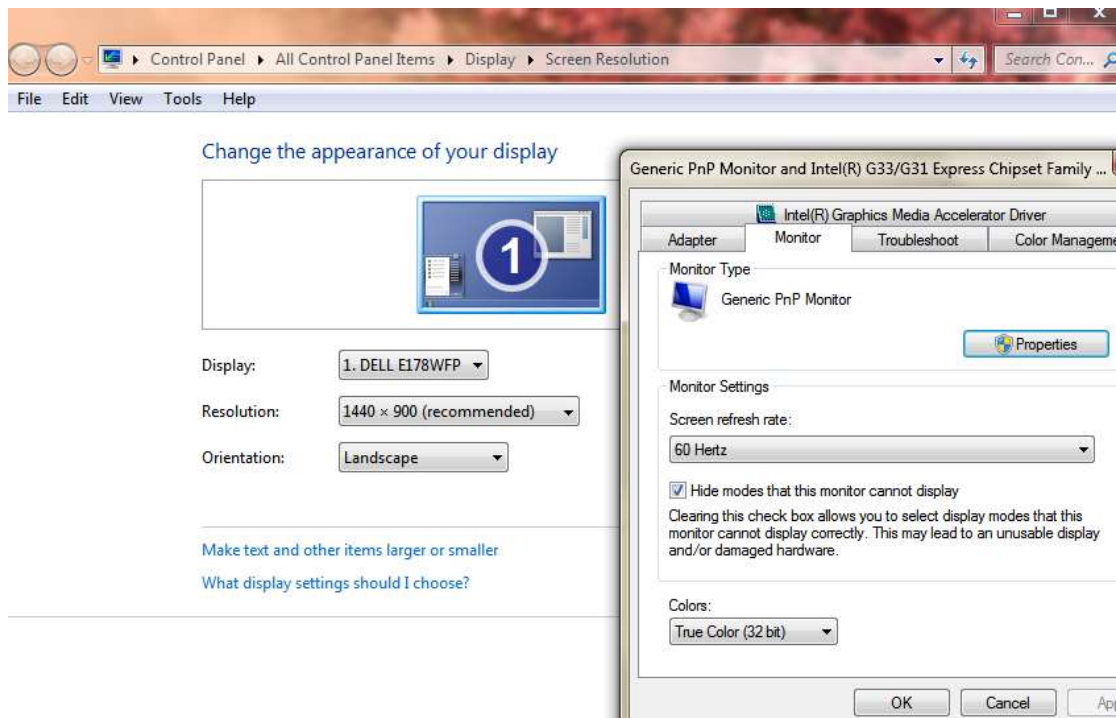 Control Panel ▸ All Control Panel Items ▸ Display ▸ Screen Resolution
Search Con...
File Edit View Tools Help
Change the appearance of your display
1
Display: 1. DELL E178WFP
Resolution: 1440 × 900 (recommended)
Orientation: Landscape
Make text and other items larger or smaller
What display settings should I choose?
Generic PnP Monitor and Intel(R) G33/G31 Express Chipset Family ...
Intel(R) Graphics Media Accelerator Driver
Adapter Monitor Troubleshoot Color Manageme
Monitor Type
Generic PnP Monitor
Properties
Monitor Settings
Screen refresh rate:
60 Hertz
Hide modes that this monitor cannot display
Clearing this check box allows you to select display modes that this
monitor cannot display correctly. This may lead to an unusable display
and/or damaged hardware.
Colors:
True Color (32 bit)
OK Cancel Ap